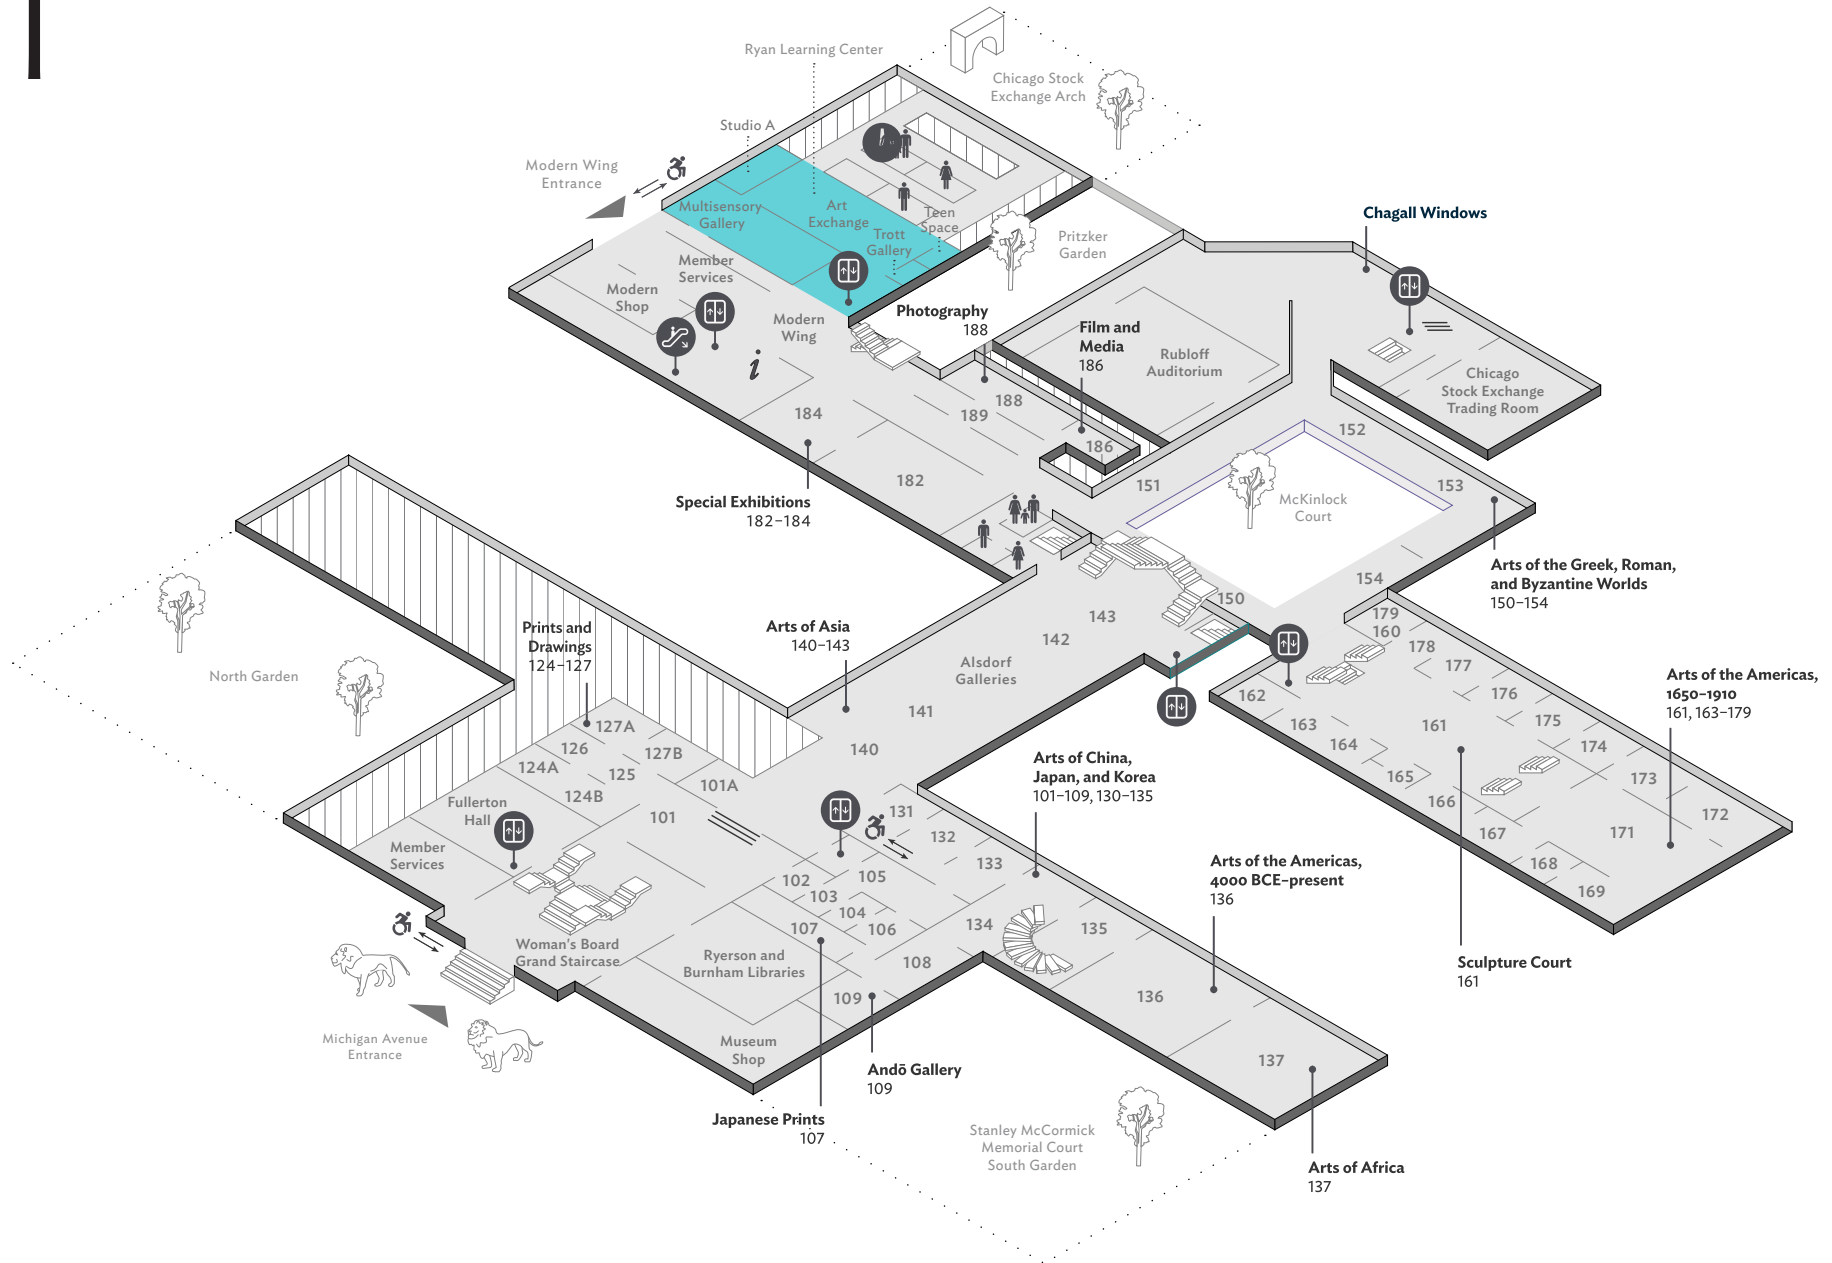 Ryan Learning Center
Chicago Stock
Exchange Arch
Studio A
Modern Wing
Entrance
Multisensory
Gallery
Art
Exchange
Teen
Space
Trott
Gallery
Pritzker
Garden
Chagall Windows
Member
Services
Modern
Shop
Modern
Wing
i
Photography
188
Film and
Media
186
Rubloff
Auditorium
Chicago
Stock Exchange
Trading Room
184
188
189
186
182
152
151
153
McKinlock
Court
Special Exhibitions
182–184
Arts of the Greek, Roman,
and Byzantine Worlds
150–154
154
150
143
142
179
160
178
177
176
175
174
173
172
171
161
162
163
164
165
166
167
168
169
Prints and
Drawings
124–127
Arts of Asia
140–143
Alsdorf
Galleries
North Garden
Arts of the Americas,
1650–1910
161, 163–179
141
140
127A
126
127B
124A
125
101A
124B
101
Fullerton
Hall
Member
Services
Arts of China,
Japan, and Korea
101–109, 130–135
131
132
133
102
105
103
104
107
106
134
135
108
109
136
137
Arts of the Americas,
4000 BCE–present
136
Sculpture Court
161
Woman's Board
Grand Staircase
Ryerson and
Burnham Libraries
Michigan Avenue
Entrance
Museum
Shop
Andō Gallery
109
Japanese Prints
107
Stanley McCormick
Memorial Court
South Garden
Arts of Africa
137